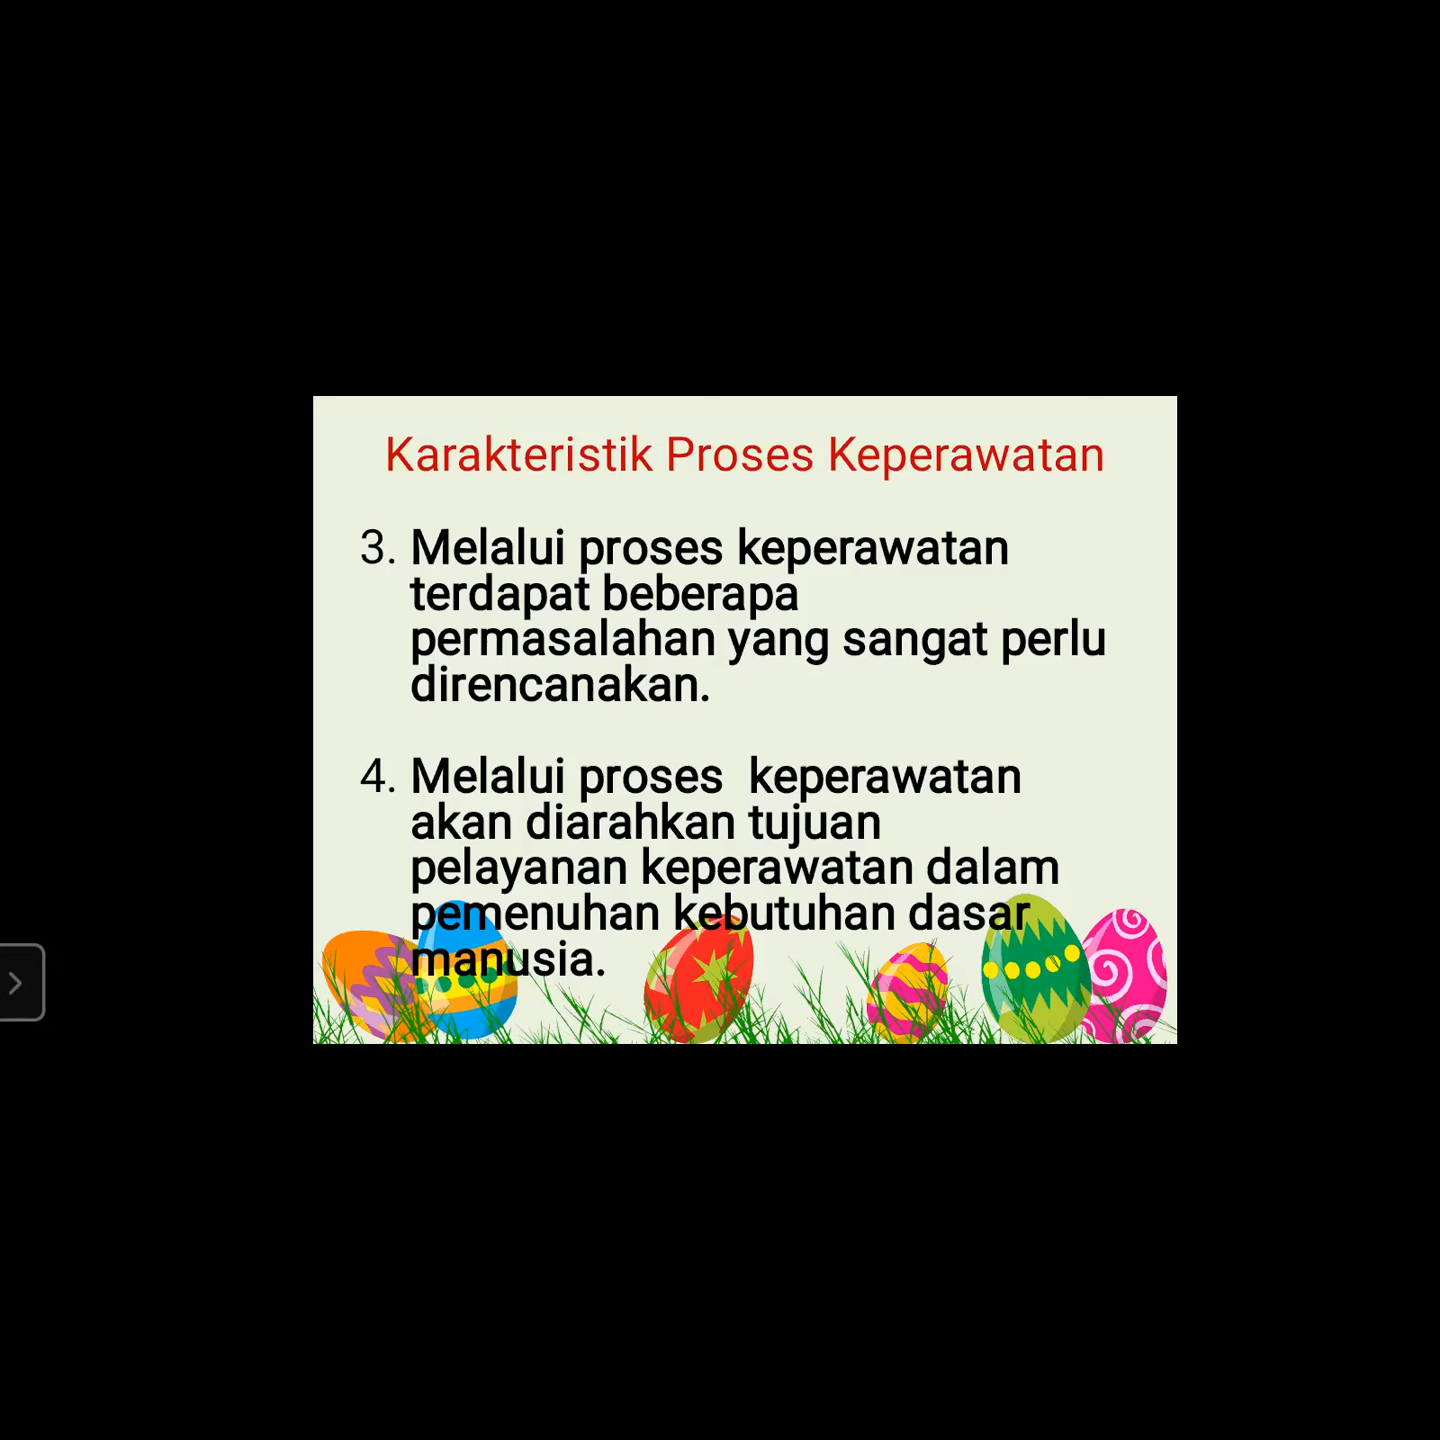 Karakteristik Proses Keperawatan
3. Melalui proses keperawatan
terdapat beberapa
permasalahan yang sangat perlu
direncanakan.
4. Melalui proses  keperawatan
akan diarahkan tujuan
pelayanan keperawatan dalam
pemenuhan kebutuhan dasar
manusia.